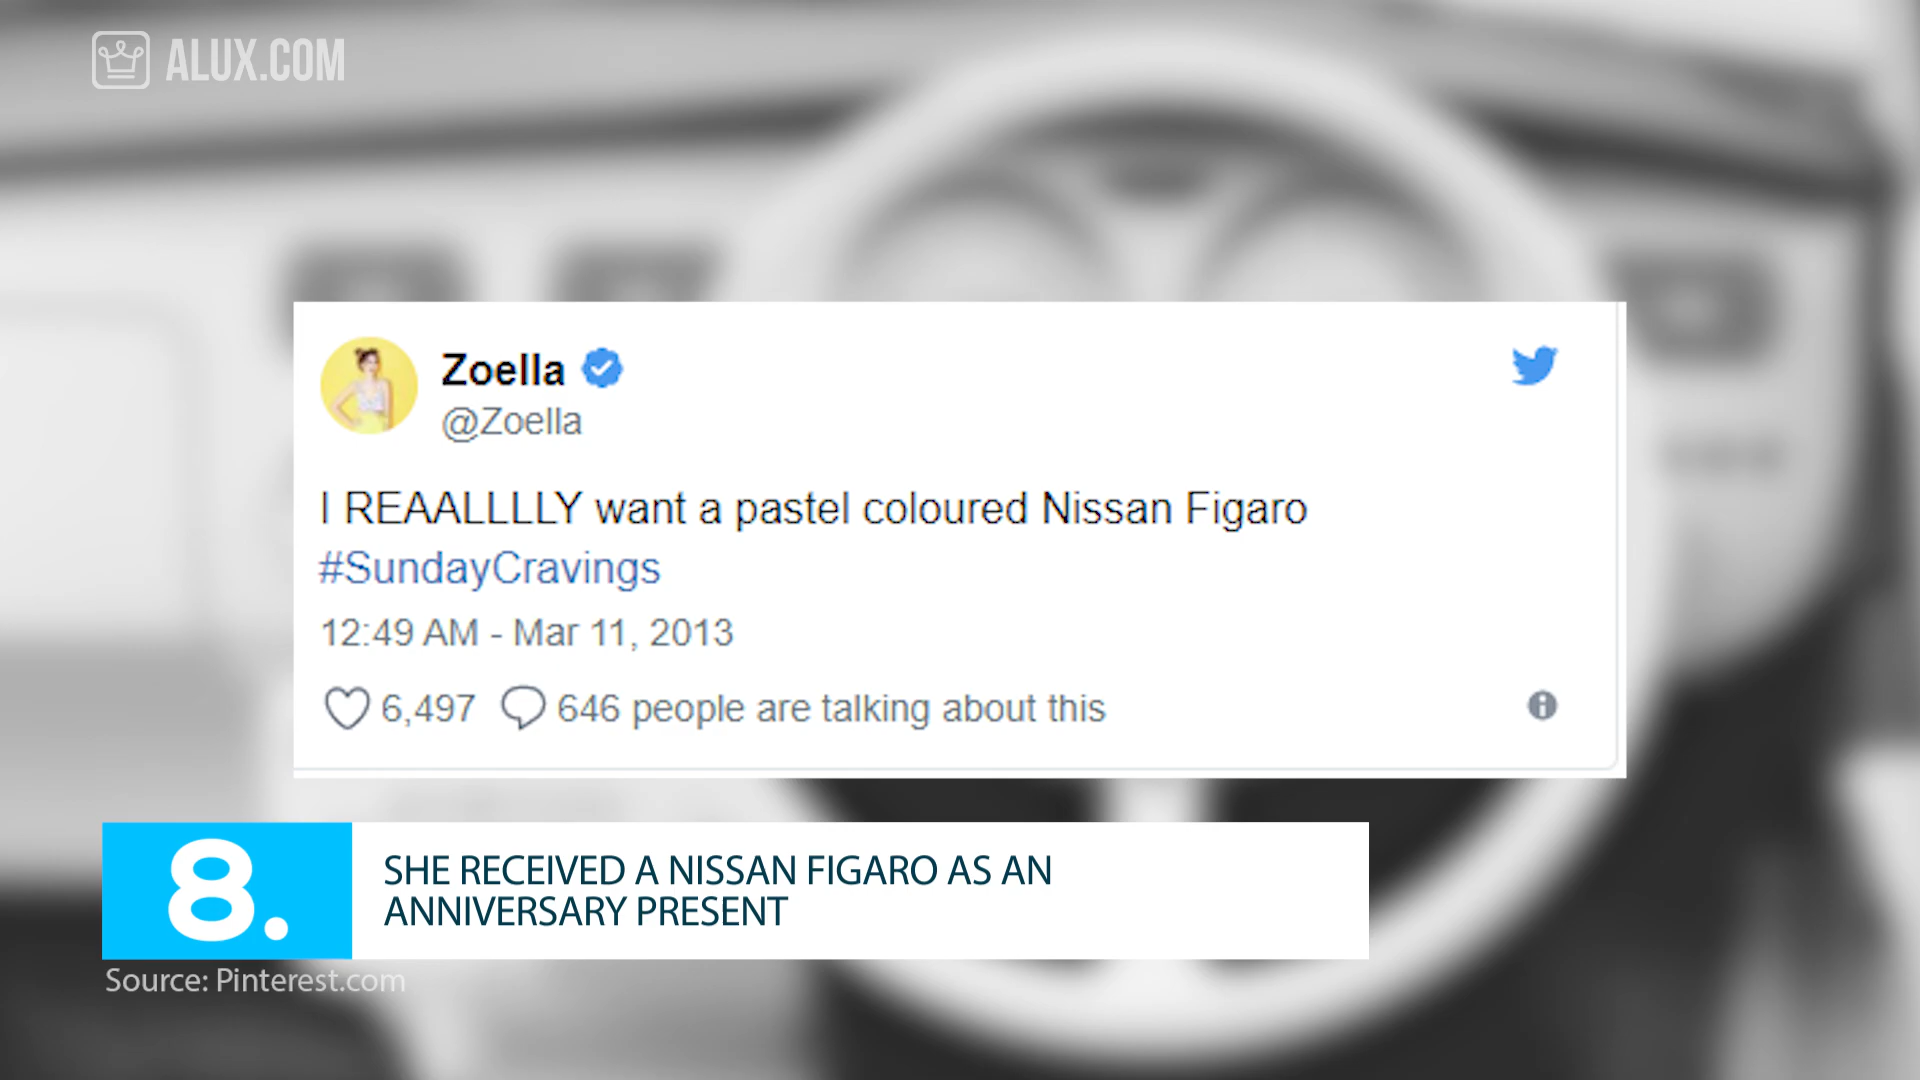 ALUX.COM
Zoella
@Zoella
I REAALLLLY want a pastel coloured Nissan Figaro
#SundayCravings
12:49 AM - Mar 11, 2013
6,497 646 people are talking about this
8. SHE RECEIVED A NISSAN FIGARO AS AN
ANNIVERSARY PRESENT
Source: Pinterest.com